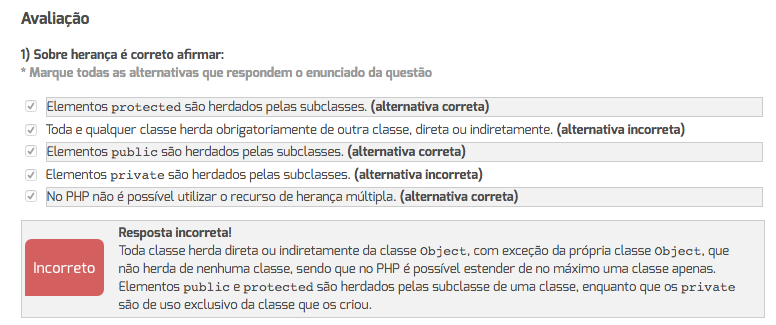 Avaliação
1) Sobre herança é correto afirmar:
* Marque todas as alternativas que respondem o enunciado da questão
Elementos protected são herdados pelas subclasses. (alternativa correta)
Toda e qualquer classe herda obrigatoriamente de outra classe, direta ou indiretamente. (alternativa incorreta)
Elementos public são herdados pelas subclasses. (alternativa correta)
Elementos private são herdados pelas subclasses. (alternativa incorreta)
No PHP não é possível utilizar o recurso de herança múltipla. (alternativa correta)
Incorreto
Resposta incorreta!
Toda classe herda direta ou indiretamente da classe Object, com exceção da própria classe Object, que
não herda de nenhuma classe, sendo que no PHP é possível estender de no máximo uma classe apenas.
Elementos public e protected são herdados pelas subclasse de uma classe, enquanto que os private
são de uso exclusivo da classe que os criou.